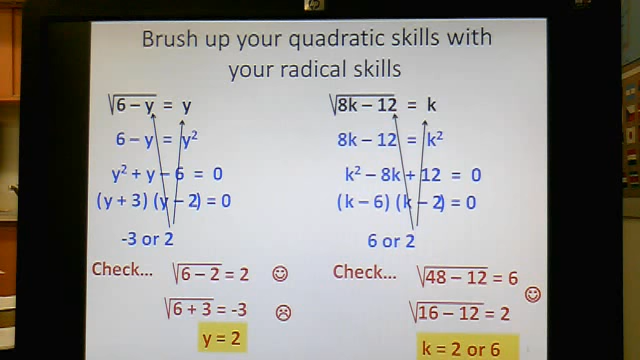 Brush up your quadratic skills with
your radical skills
√6 – y = y
6 – y = y²
y² + y – 6 = 0
(y + 3) (y – 2) = 0
-3 or 2
Check... √6 – 2 = 2 ☺
√6 + 3 = -3 ☹
y = 2
√8k – 12 = k
8k – 12 = k²
k² – 8k + 12 = 0
(k – 6) (k – 2) = 0
6 or 2
Check... √48 – 12 = 6
☺
√16 – 12 = 2
k = 2 or 6
hp